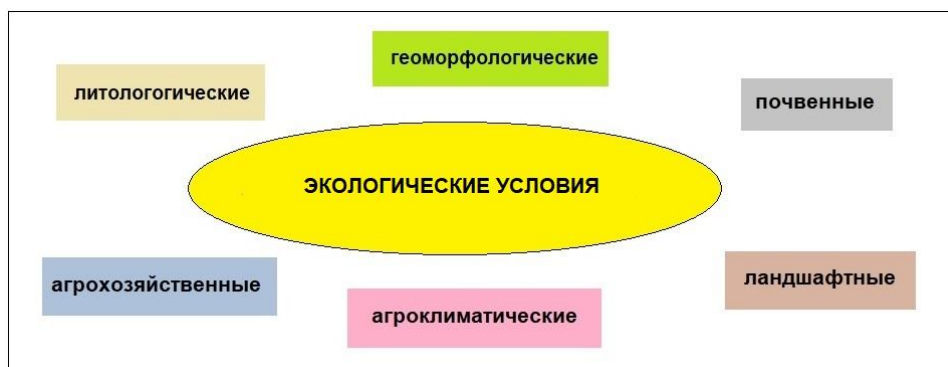 геоморфологические
литологогические
почвенные
ЭКОЛОГИЧЕСКИЕ УСЛОВИЯ
агрохозяйственные
ландшафтные
агроклиматические